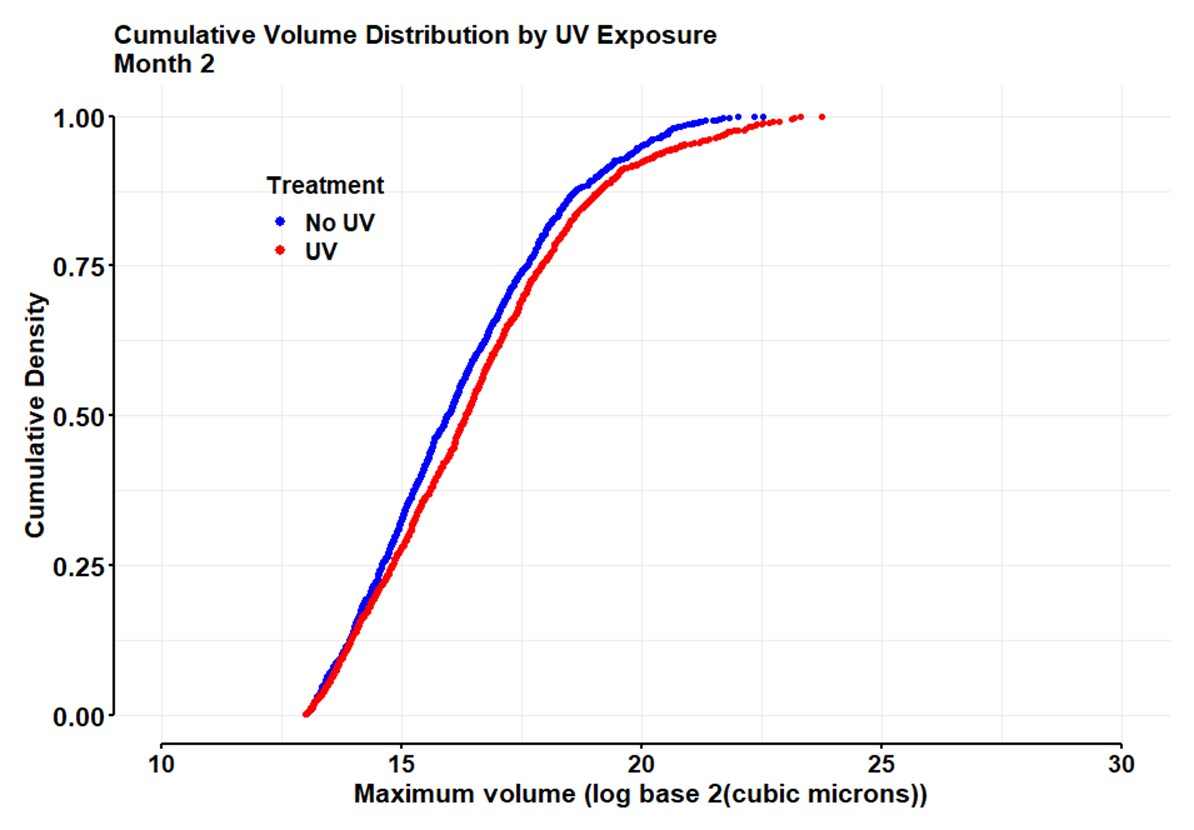 Cumulative Volume Distribution by UV Exposure
Month 2
1.00
0.75
0.50
0.25
0.00
Cumulative Density
Treatment
No UV
UV
10 15 20 25 30
Maximum volume (log base 2(cubic microns))